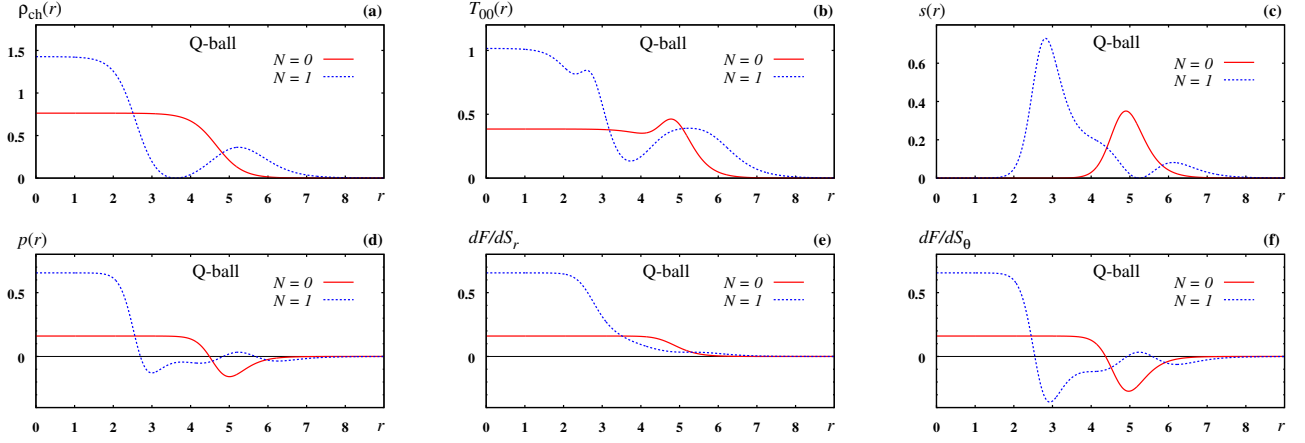 ρch(r) (a)
Q-ball
N = 0
N = 1
1.5
1
0.5
0
0 1 2 3 4 5 6 7 8 r
T00(r) (b)
Q-ball
N = 0
N = 1
1
0.5
0
0 1 2 3 4 5 6 7 8 r
s(r) (c)
Q-ball
N = 0
N = 1
0.6
0.4
0.2
0
0 1 2 3 4 5 6 7 8 r
p(r) (d)
Q-ball
N = 0
N = 1
0.5
0
0 1 2 3 4 5 6 7 8 r
dF/dSr (e)
Q-ball
N = 0
N = 1
0.5
0
0 1 2 3 4 5 6 7 8 r
dF/dSθ (f)
Q-ball
N = 0
N = 1
0.5
0
0 1 2 3 4 5 6 7 8 r